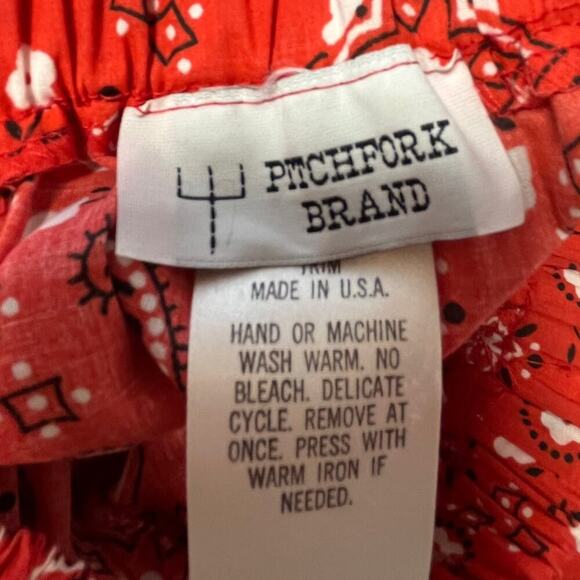 PITCHFORK
BRAND
TRIM
MADE IN U.S.A.
HAND OR MACHINE
WASH WARM. NO
BLEACH. DELICATE
CYCLE. REMOVE AT
ONCE. PRESS WITH
WARM IRON IF
NEEDED.